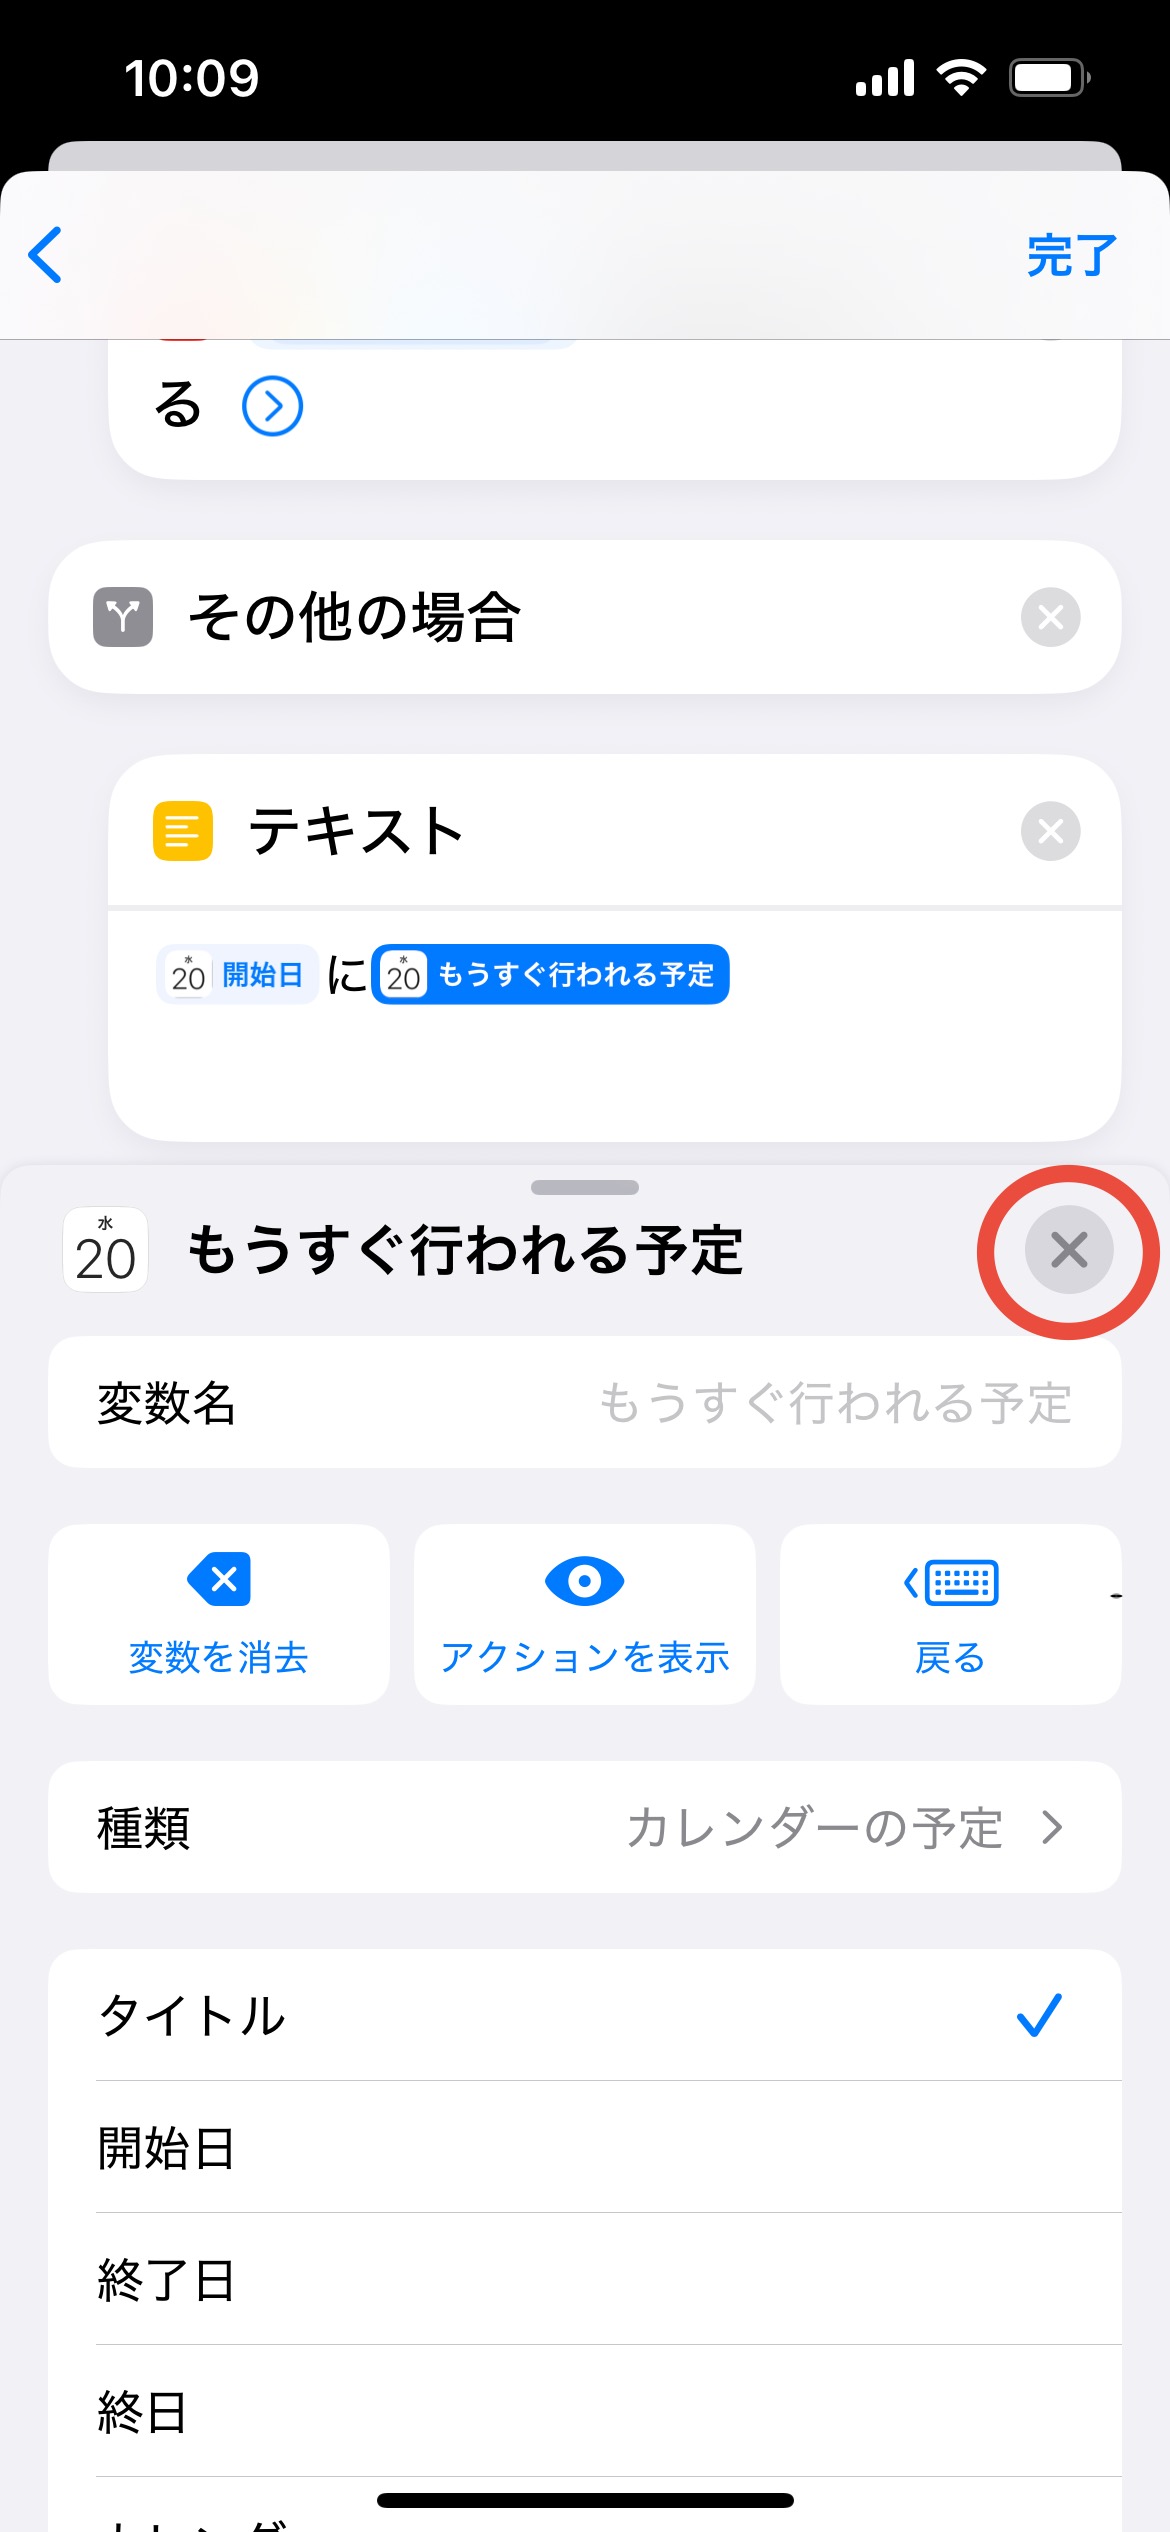 10:09
完了
る
その他の場合
テキスト
水 20 開始日 に 水 20 もうすぐ行われる予定
水
20
もうすぐ行われる予定
変数名 もうすぐ行われる予定
変数を消去 アクションを表示 戻る
種類 カレンダーの予定
タイトル
開始日
終了日
終日